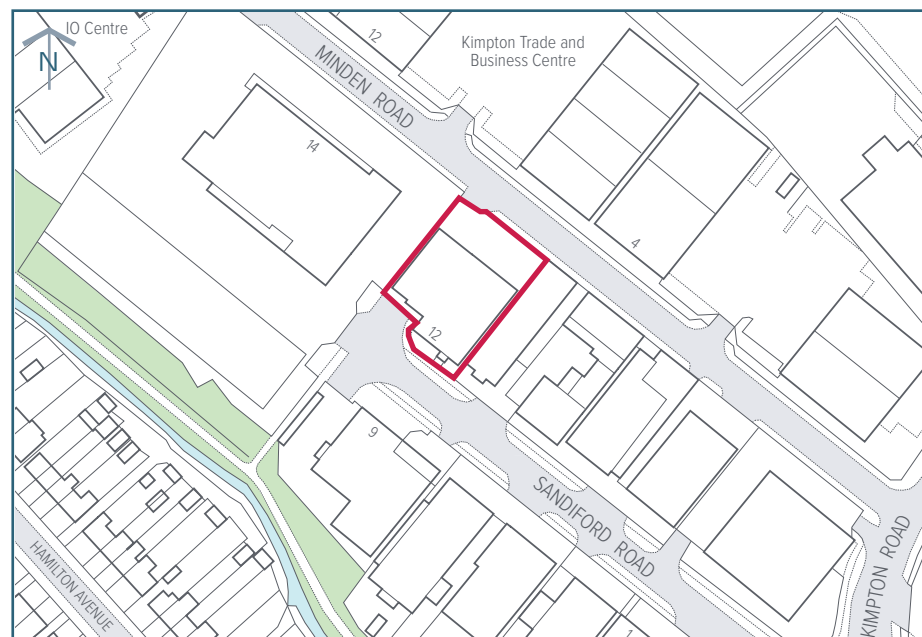 IO Centre
N
12
Kimpton Trade and
Business Centre
MINDEN ROAD
14
4
12
9
SANDIFORD ROAD
HAMILTON AVENUE
KIMPTON ROAD
1